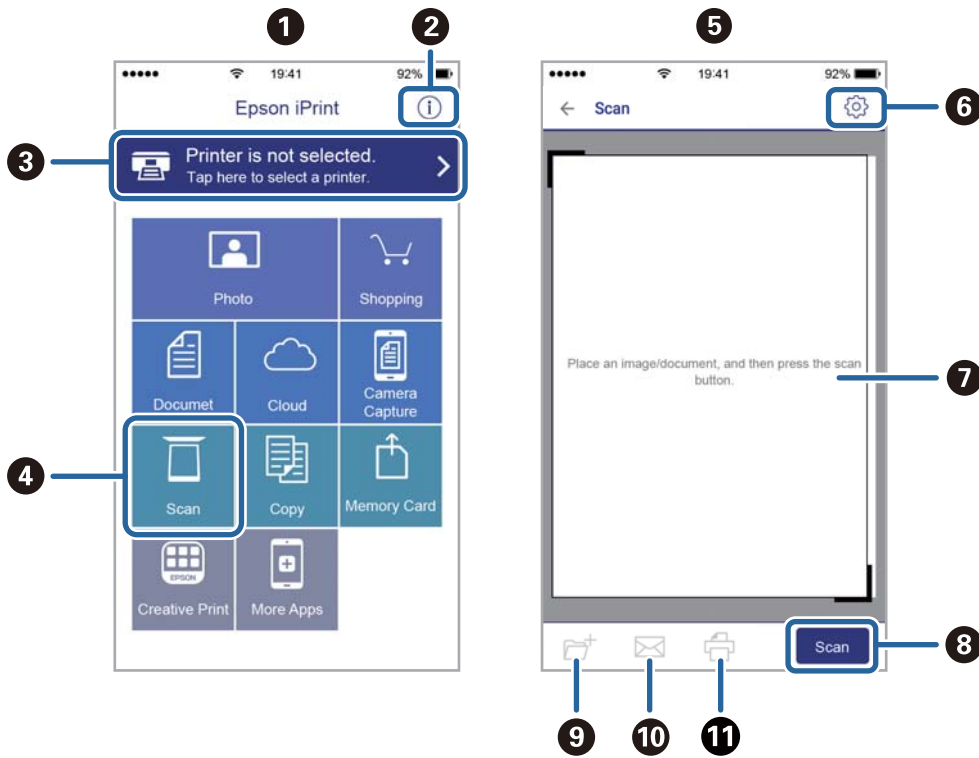 1
2
5
19:41
92%
Epson iPrint
i
3
Printer is not selected.
Tap here to select a printer.
Photo
Shopping
Documet
Cloud
Camera
Capture
4
Scan
Copy
Memory Card
EPSON
Creative Print
More Apps
19:41
92%
Scan
6
Place an image/document, and then press the scan
button.
7
Scan
8
9
10
11